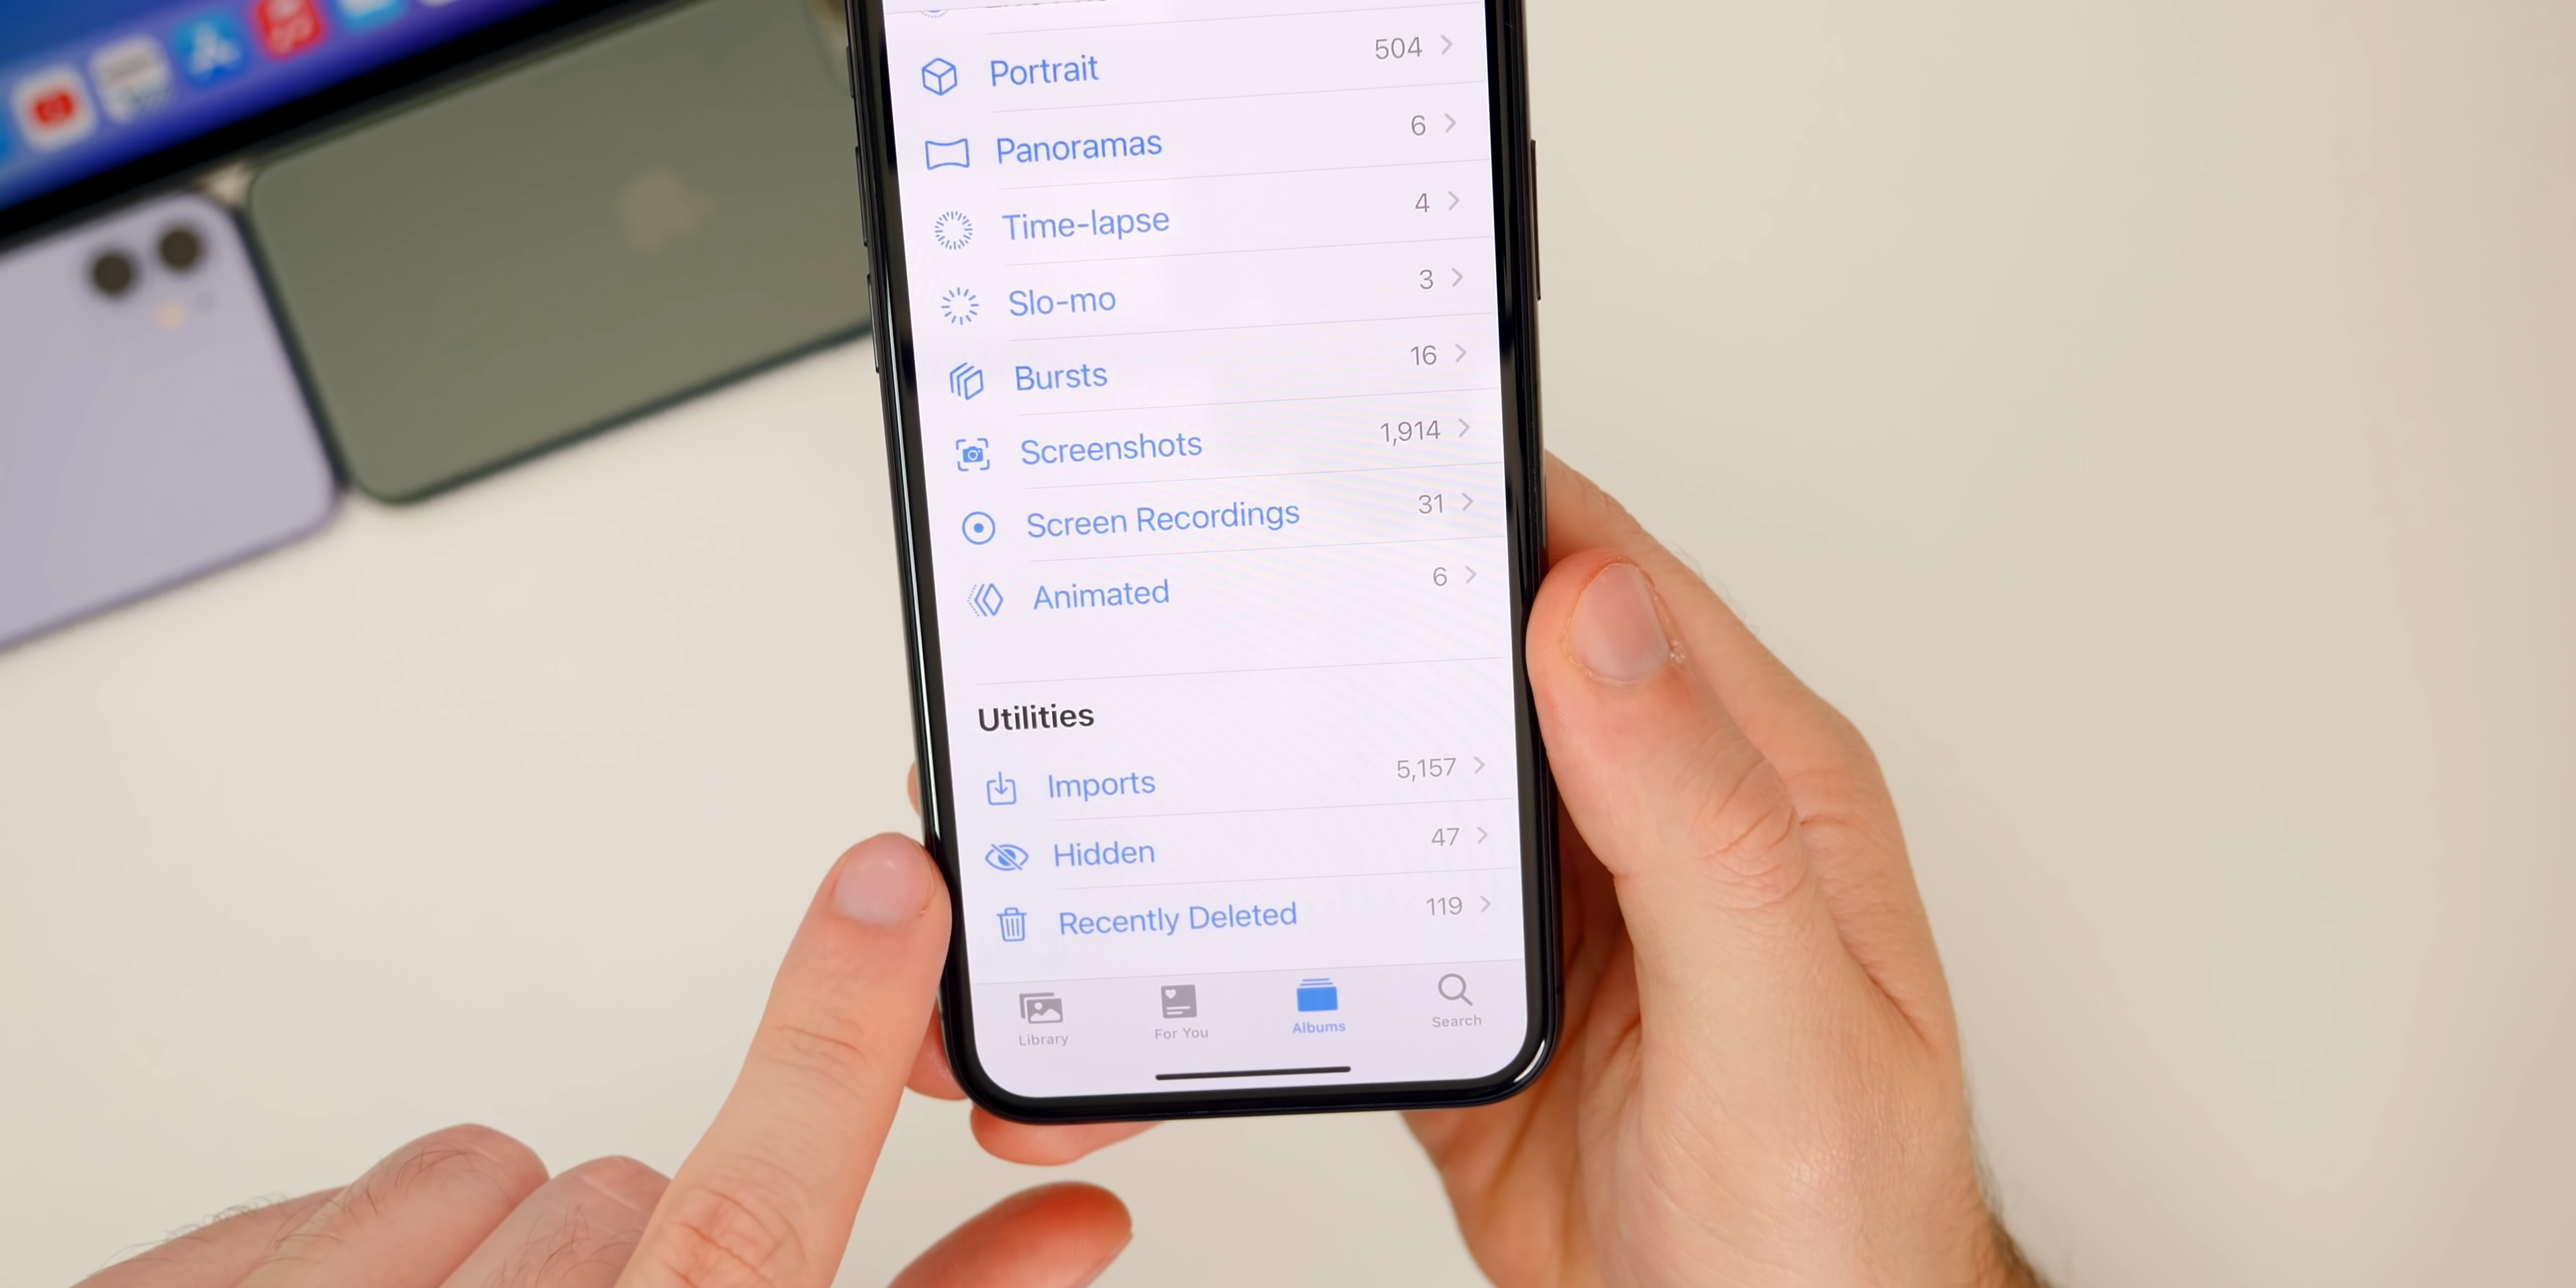 Portrait 504
Panoramas 6
Time-lapse 4
Slo-mo 3
Bursts 16
Screenshots 1,914
Screen Recordings 31
Animated 6
Utilities
Imports 5,157
Hidden 47
Recently Deleted 119
Library For You Albums Search